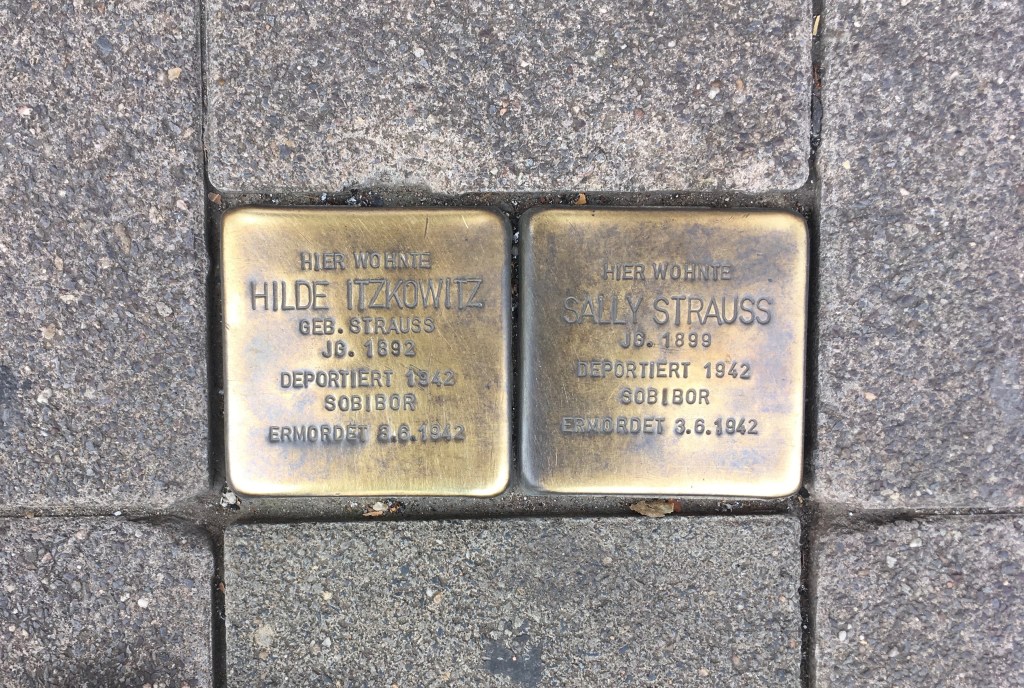 HIER WOHNTE
HILDE ITZKOWITZ
GEB. STRAUSS
JG. 1892
DEPORTIERT 1942
SOBIBOR
ERMORDET 6.6.1942
HIER WOHNTE
SALLY STRAUSS
JG. 1899
DEPORTIERT 1942
SOBIBOR
ERMORDET 3.6.1942